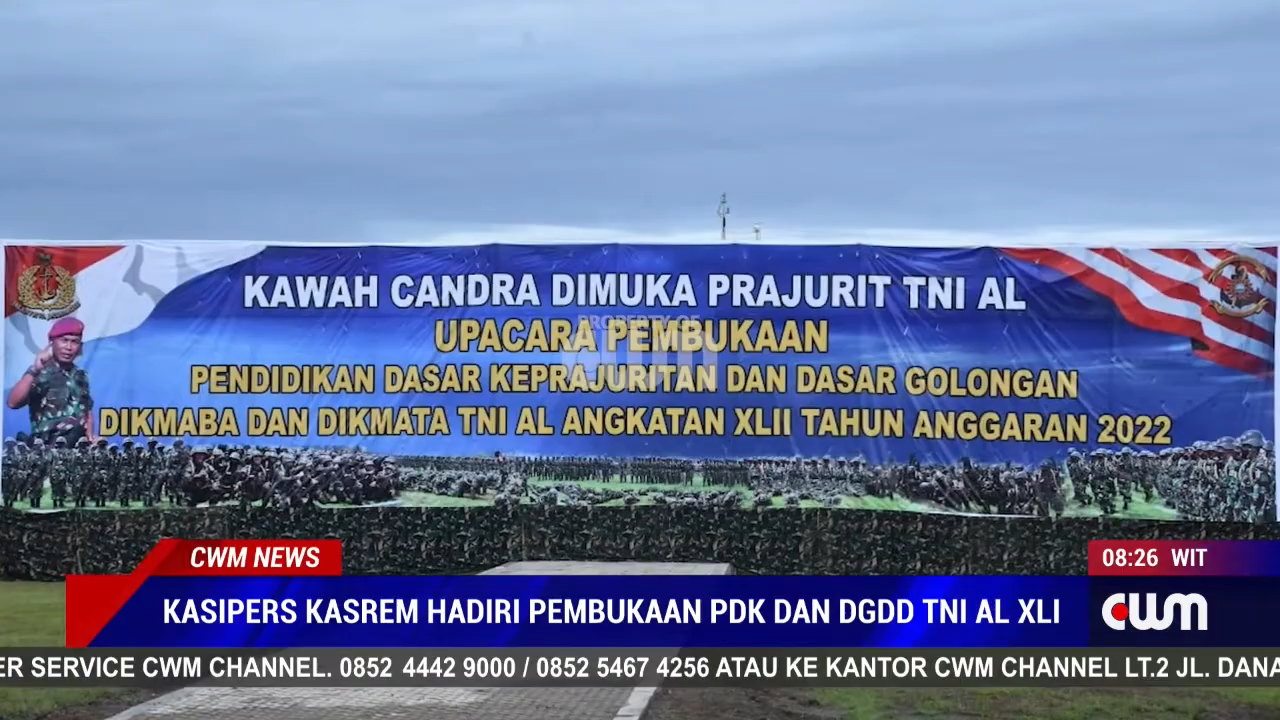 KAWAH CANDRA DIMUKA PRAJURIT TNI AL
UPACARA PEMBUKAAN
PROPERTY OF
cwm
PENDIDIKAN DASAR KEPRAJURITAN DAN DASAR GOLONGAN
DIKMABA DAN DIKMATA TNI AL ANGKATAN XLII TAHUN ANGGARAN 2022
CWM NEWS
08:26 WIT
KASIPERS KASREM HADIRI PEMBUKAAN PDK DAN DGDD TNI AL XLI
cwm
ER SERVICE CWM CHANNEL. 0852 4442 9000 / 0852 5467 4256 ATAU KE KANTOR CWM CHANNEL LT.2 JL. DANA